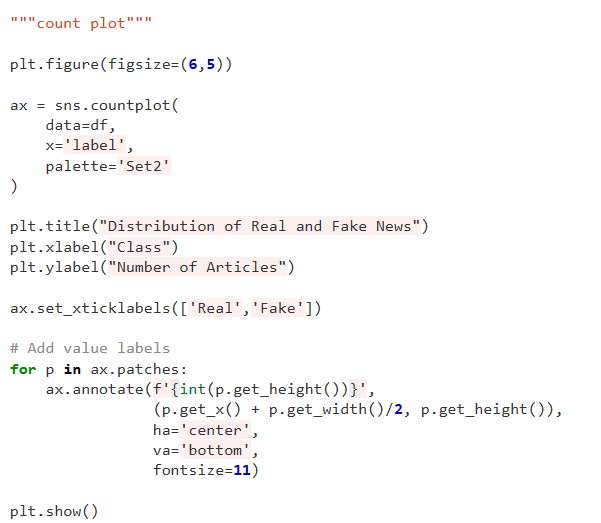 """count plot"""
plt.figure(figsize=(6,5))
ax = sns.countplot(
    data=df,
    x='label',
    palette='Set2'
)
plt.title("Distribution of Real and Fake News")
plt.xlabel("Class")
plt.ylabel("Number of Articles")
ax.set_xticklabels(['Real','Fake'])
# Add value labels
for p in ax.patches:
    ax.annotate(f'{int(p.get_height())}',
                (p.get_x() + p.get_width()/2, p.get_height()),
                ha='center',
                va='bottom',
                fontsize=11)
plt.show()